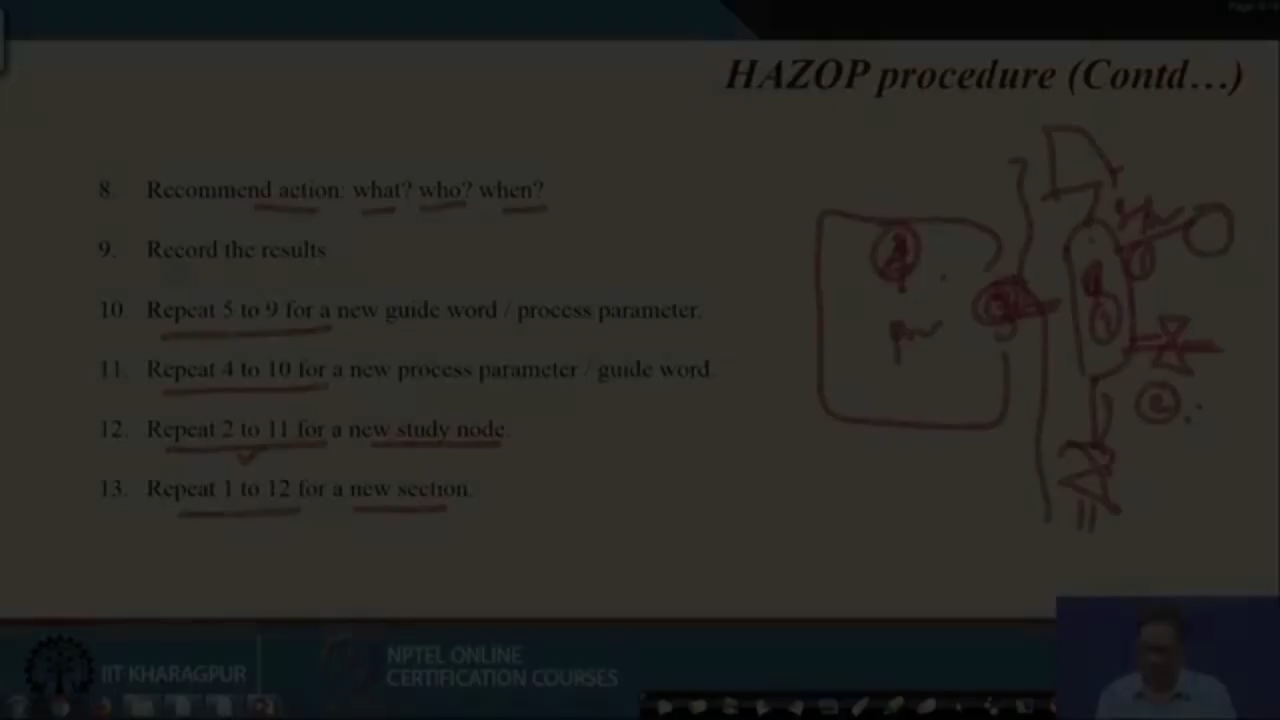 HAZOP procedure (Contd...)
8. Recommend action: what? who? when?
9. Record the results
10. Repeat 5 to 9 for a new guide word / process parameter.
11. Repeat 4 to 10 for a new process parameter / guide word.
12. Repeat 2 to 11 for a new study node.
13. Repeat 1 to 12 for a new section.
IIT KHARAGPUR
NPTEL ONLINE
CERTIFICATION COURSES